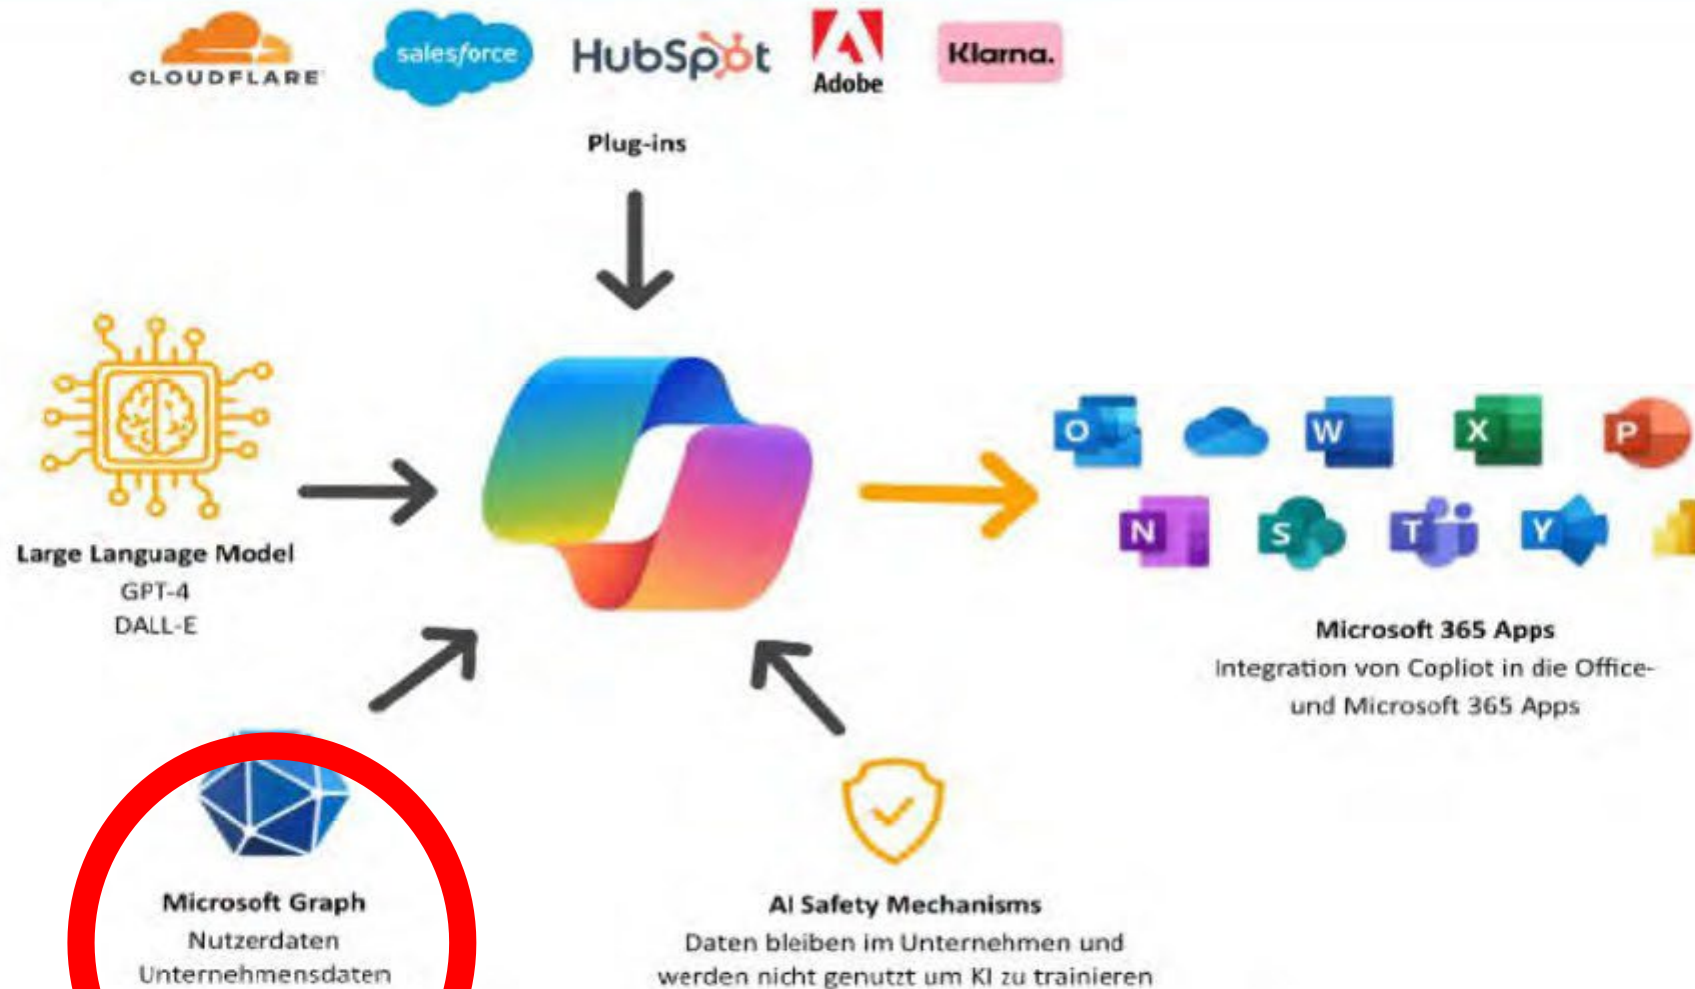 CLOUDFLARE
salesforce
HubSpot
Adobe
Klarna.
Plug-ins
Large Language Model
GPT-4
DALL-E
O
W
X
P
N
S
T
Y
Microsoft 365 Apps
Integration von Copliot in die Office-
und Microsoft 365 Apps
Microsoft Graph
Nutzerdaten
Unternehmensdaten
AI Safety Mechanisms
Daten bleiben im Unternehmen und
werden nicht genutzt um KI zu trainieren